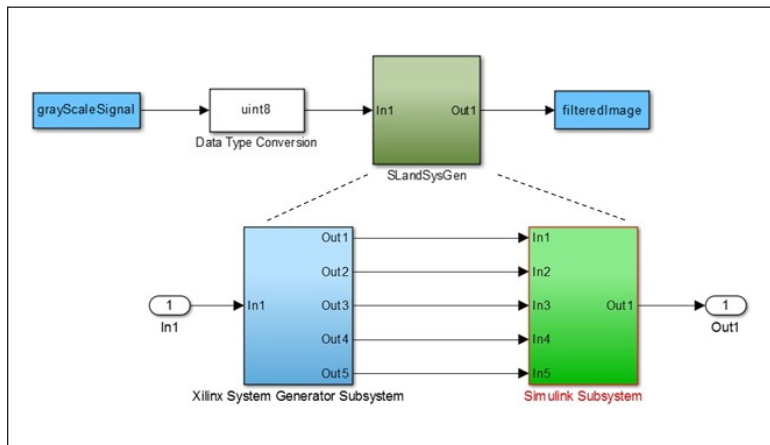 grayScaleSignal
uint8
Data Type Conversion
In1
Out1
SLandSysGen
filteredImage
1
In1
In1
Out1
Out2
Out3
Out4
Out5
Xilinx System Generator Subsystem
In1
In2
In3
In4
In5
Out1
Simulink Subsystem
1
Out1